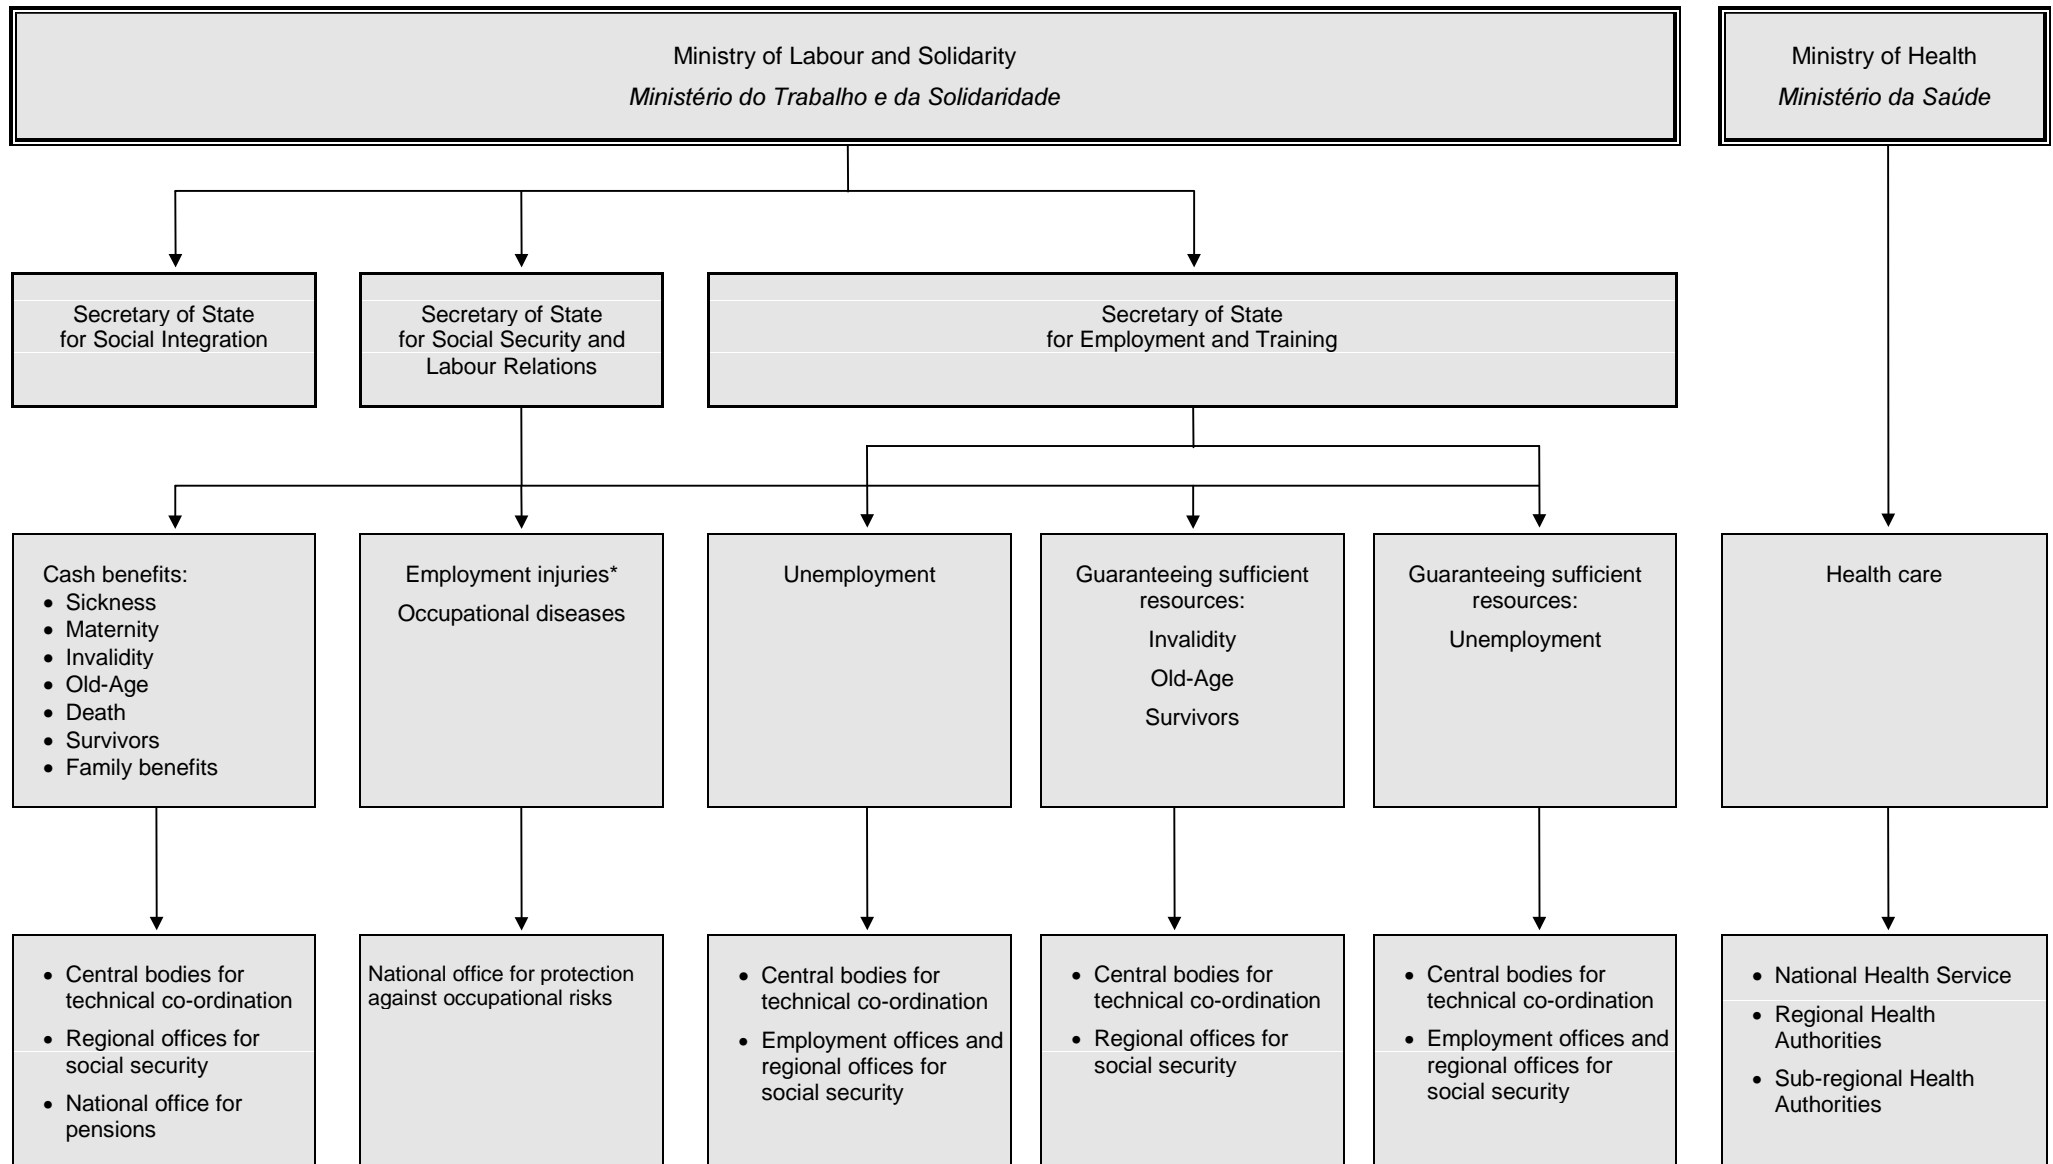 Ministry of Labour and Solidarity
Ministério do Trabalho e da Solidaridade
Ministry of Health
Ministério da Saúde
Secretary of State
for Social Integration
Secretary of State
for Social Security and
Labour Relations
Secretary of State
for Employment and Training
Cash benefits:
• Sickness
• Maternity
• Invalidity
• Old-Age
• Death
• Survivors
• Family benefits
Employment injuries*
Occupational diseases
Unemployment
Guaranteeing sufficient
resources:
Invalidity
Old-Age
Survivors
Guaranteeing sufficient
resources:
Unemployment
Health care
• Central bodies for
technical co-ordination
• Regional offices for
social security
• National office for
pensions
National office for protection
against occupational risks
• Central bodies for
technical co-ordination
• Employment offices and
regional offices for
social security
• Central bodies for
technical co-ordination
• Regional offices for
social security
• Central bodies for
technical co-ordination
• Employment offices and
regional offices for
social security
• National Health Service
• Regional Health
Authorities
• Sub-regional Health
Authorities